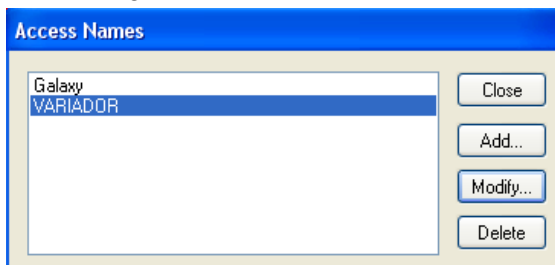 Access Names
Galaxy
VARIADOR
Close
Add...
Modify...
Delete